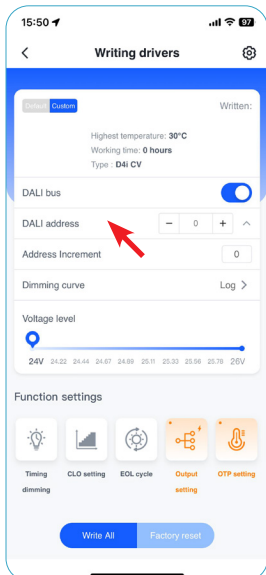 15:50
97
Writing drivers
Default Custom
Written:
Highest temperature: 30°C
Working time: 0 hours
Type : D4i CV
DALI bus
DALI address - 0 +
Address Increment 0
Dimming curve Log >
Voltage level
24V 24.22 24.44 24.67 24.89 25.11 25.33 25.56 25.78 26V
Function settings
Timing dimming
CLO setting
EOL cycle
Output setting
OTP setting
Write All
Factory reset